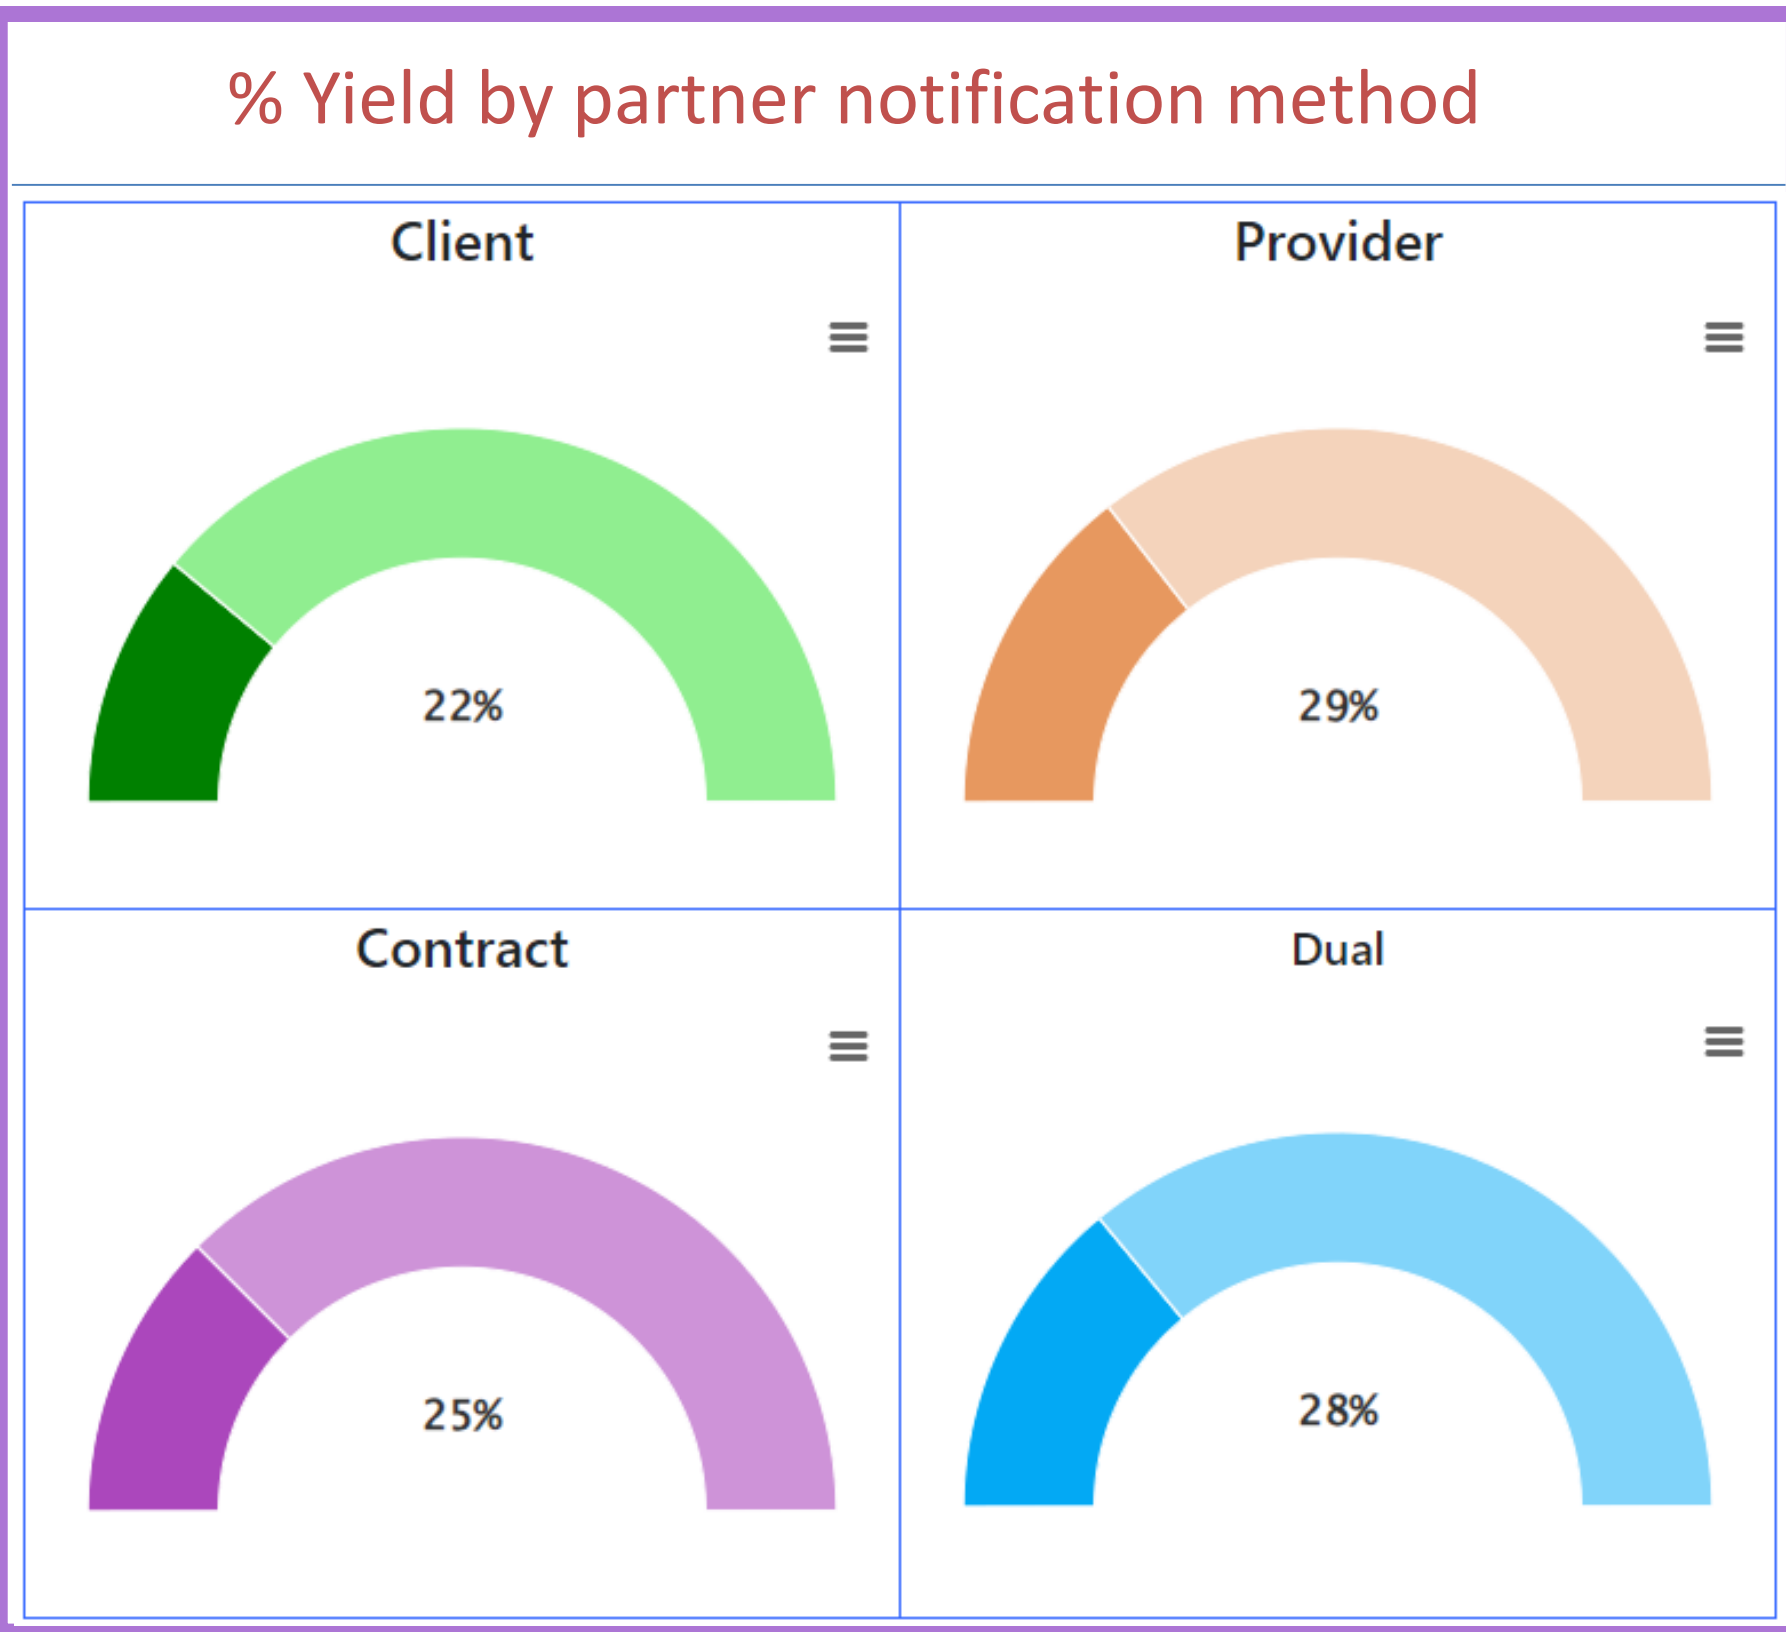 % Yield by partner notification method
Client
Provider
22%
29%
Contract
Dual
25%
28%